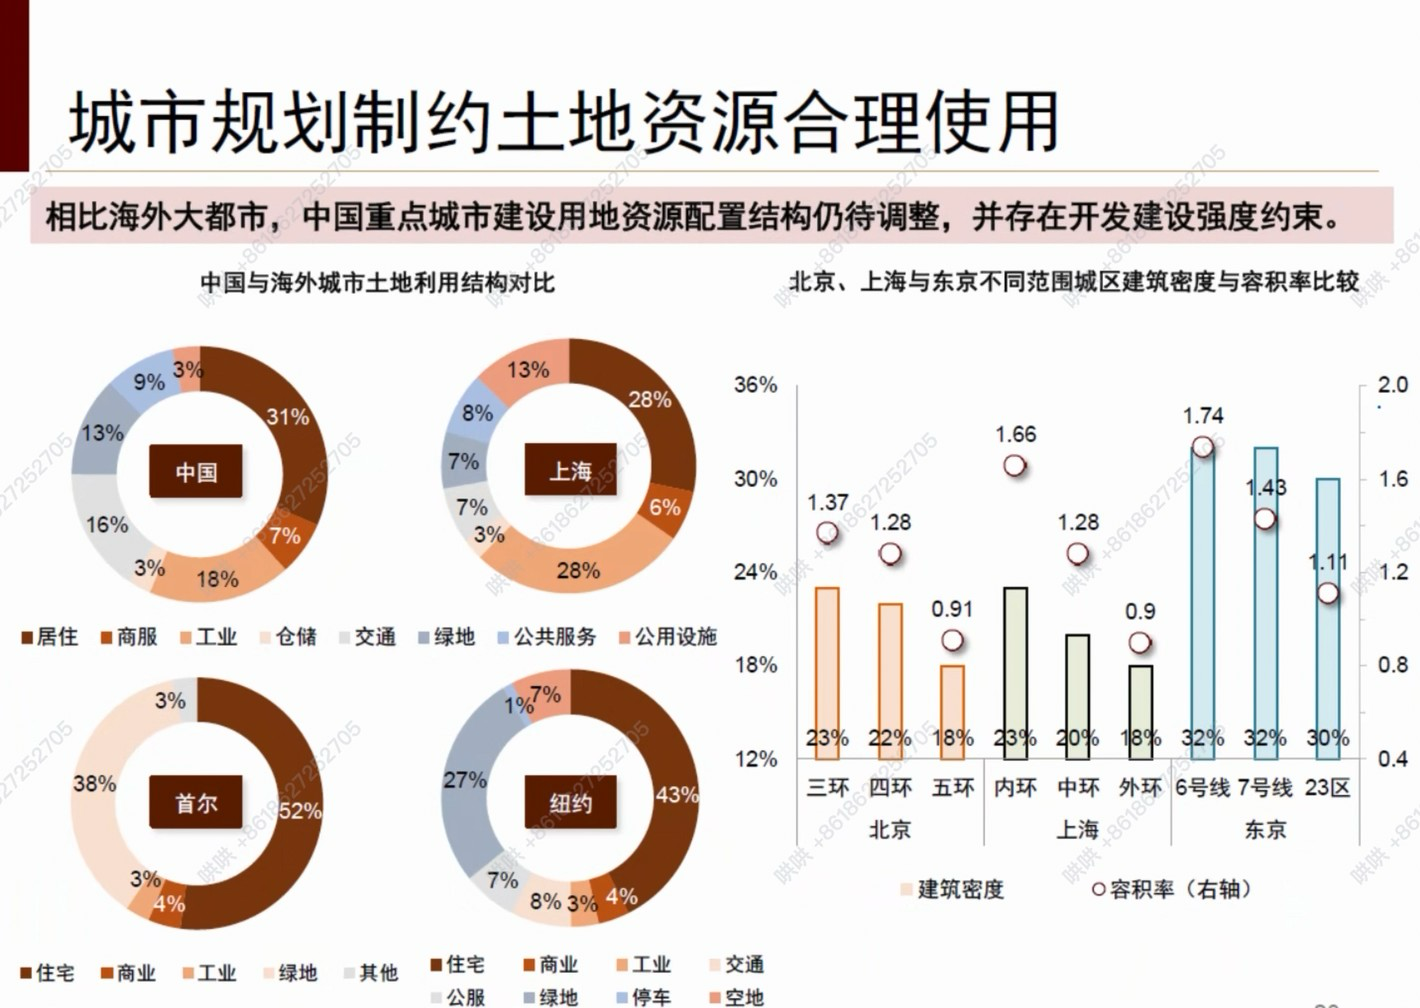 城市规划制约土地资源合理使用
相比海外大都市，中国重点城市建设用地资源配置结构仍待调整，并存在开发建设强度约束。
中国与海外城市土地利用结构对比
中国
31%
7%
18%
3%
16%
13%
9%
3%
上海
28%
6%
28%
3%
7%
7%
8%
13%
居住 商服 工业 仓储 交通 绿地 公共服务 公用设施
首尔
52%
4%
3%
38%
3%
住宅 商业 工业 绿地 其他
纽约
43%
4%
3%
8%
7%
27%
1%
7%
住宅 商业 工业 交通
公服 绿地 停车 空地
北京、上海与东京不同范围城区建筑密度与容积率比较
36%
30%
24%
18%
12%
2.0
1.6
1.2
0.8
0.4
1.37 1.28 0.91 1.66 1.28 0.9 1.74 1.43 1.11
23% 22% 18% 23% 20% 18% 32% 32% 30%
三环 四环 五环 内环 中环 外环 6号线 7号线 23区
北京 上海 东京
建筑密度 容积率（右轴）
哄哄 +8618627252705